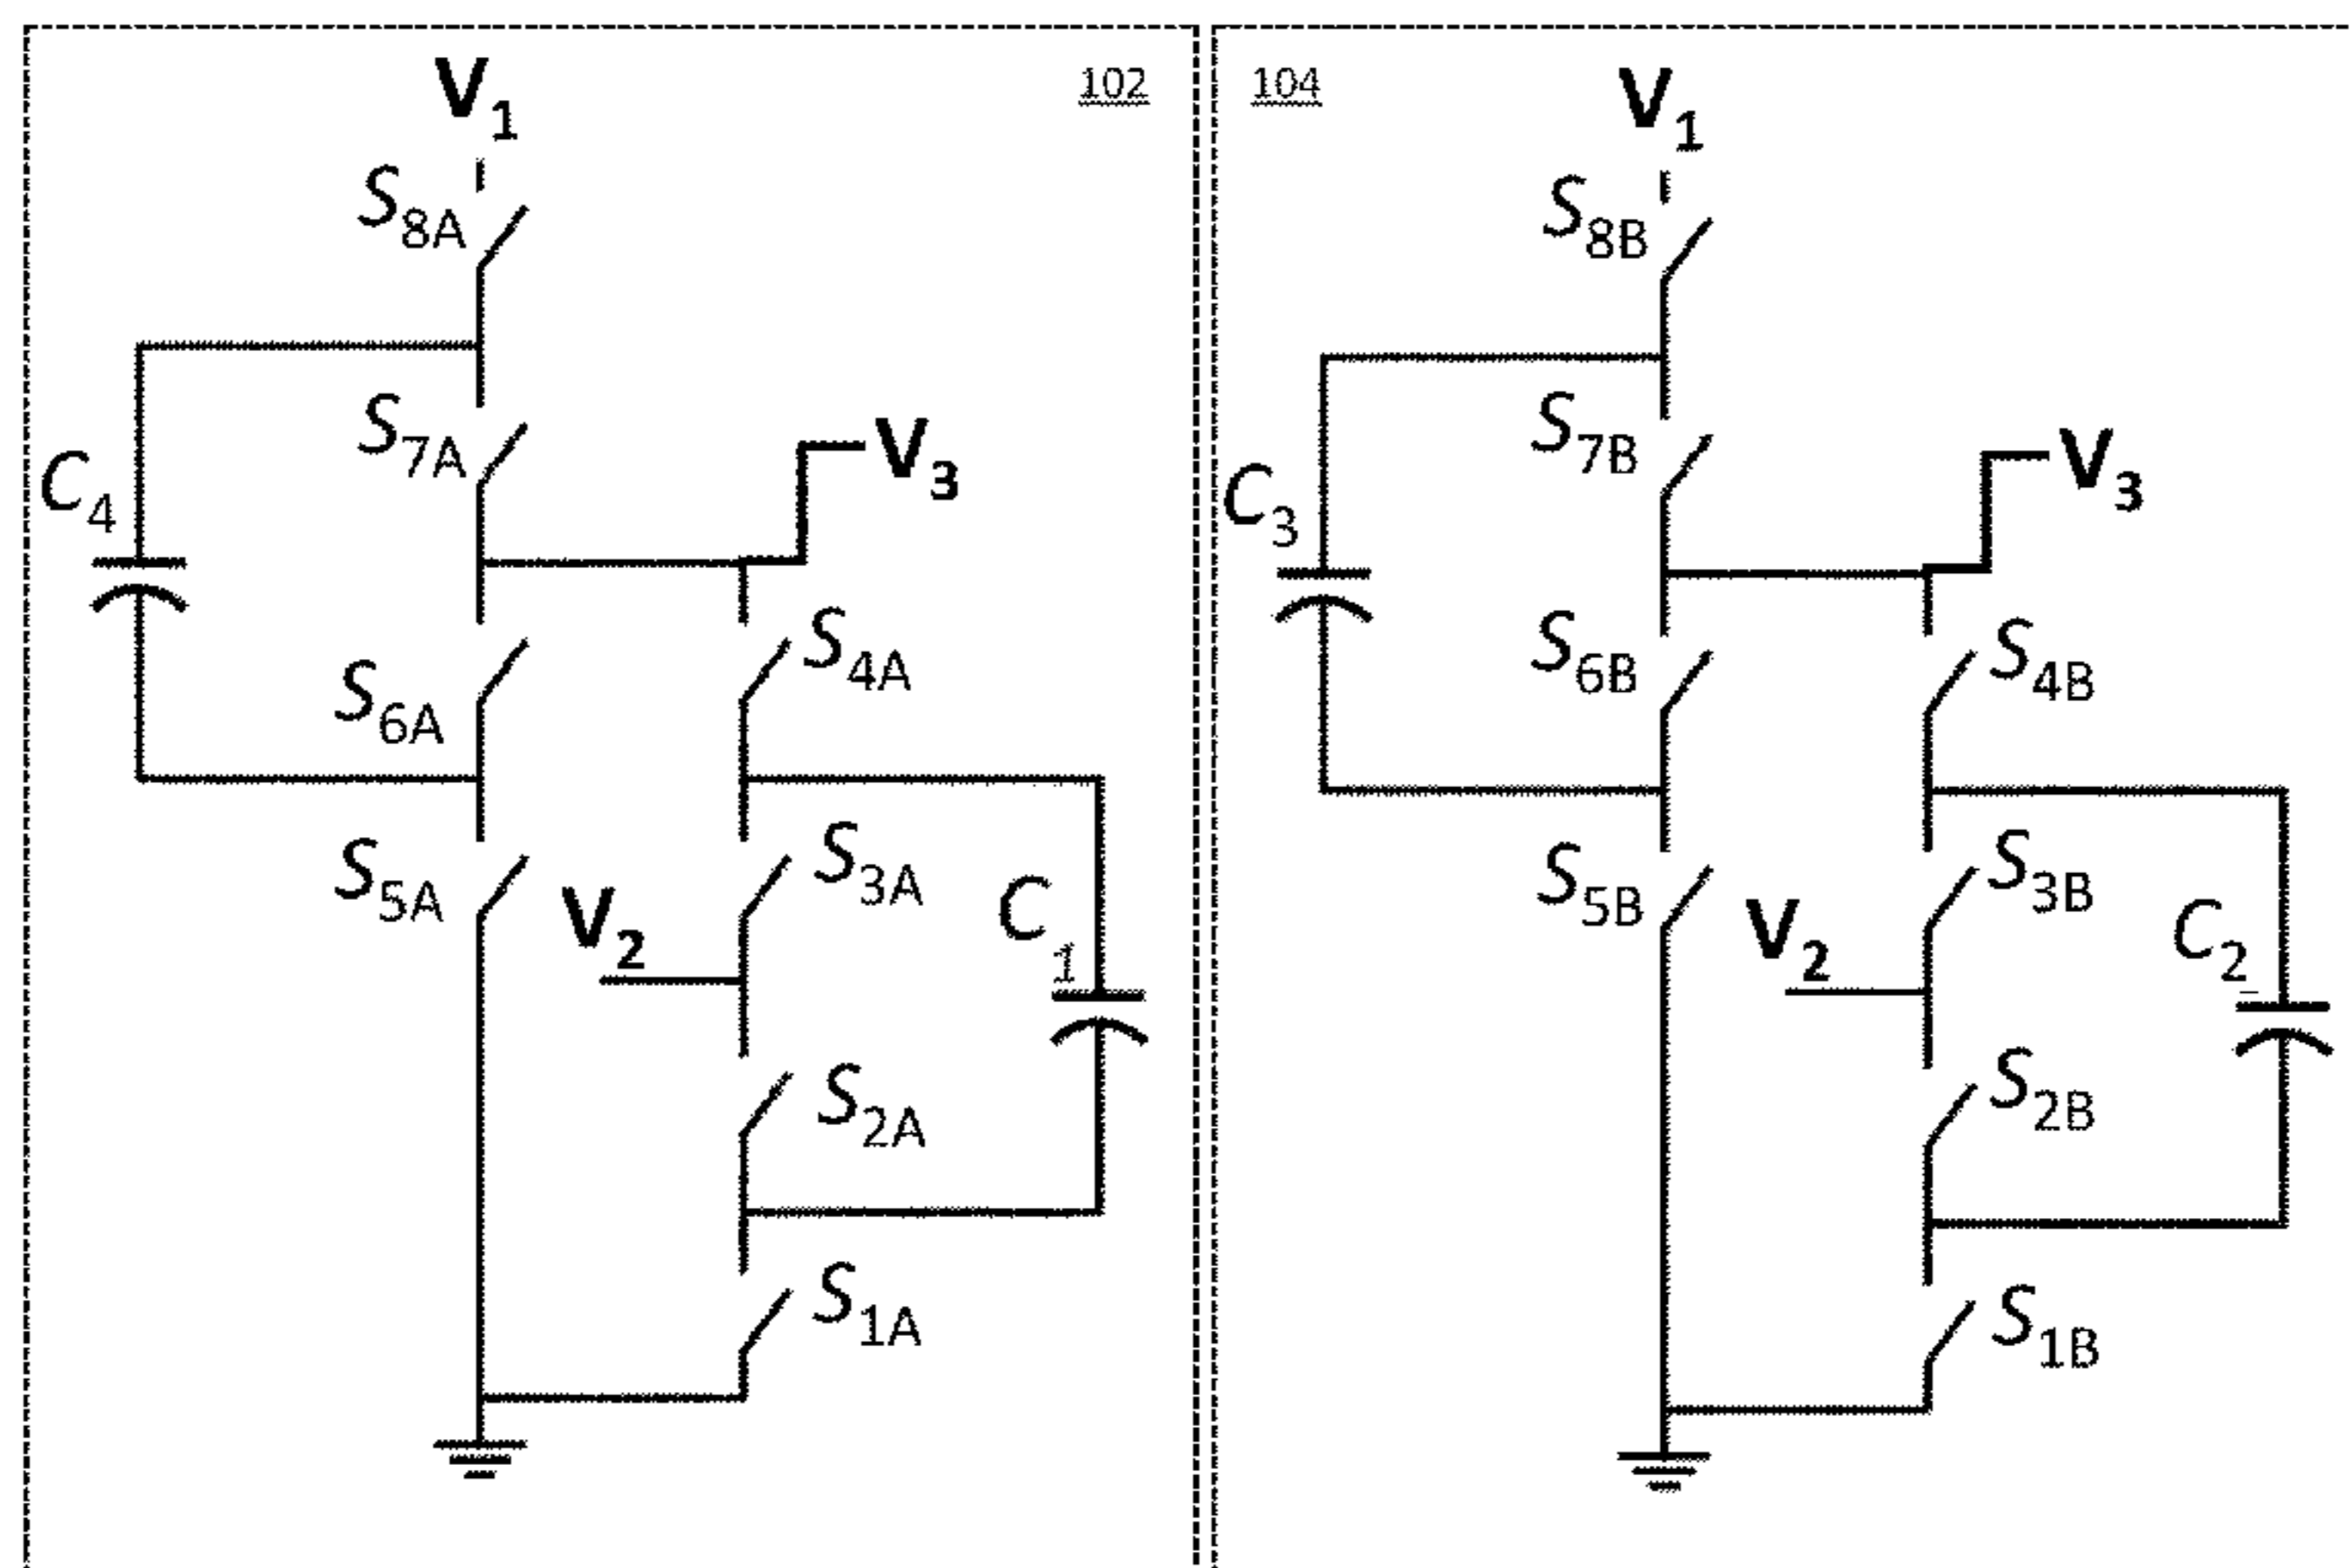 V1
102
S8A
S7A
V3
C4
S4A
S6A
S3A
S5A
V2
C1
S2A
S1A
104
V1
S8B
S7B
V3
C3
S6B
S4B
S5B
S3B
V2
C2
S2B
S1B